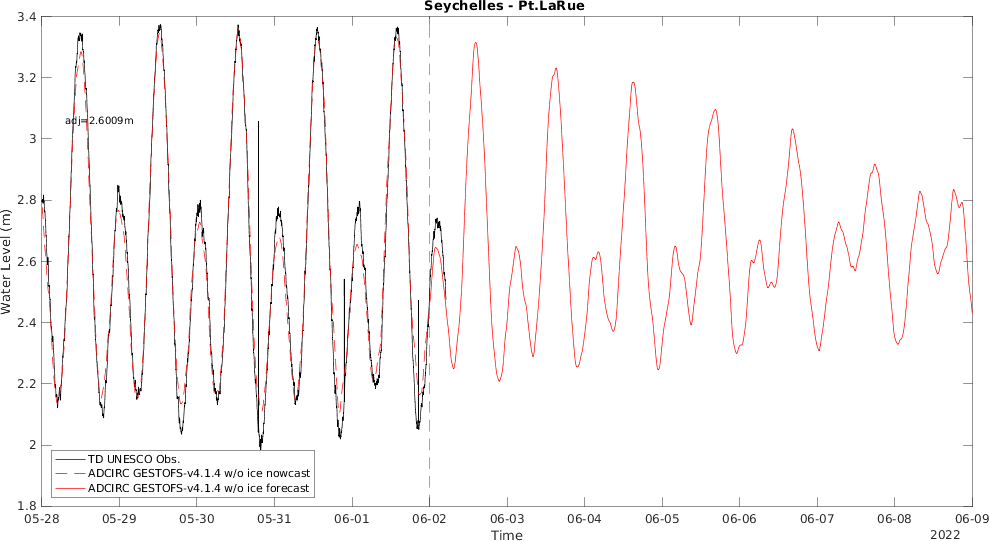 Seychelles - Pt.LaRue
3.4
3.2
3
2.8
2.6
2.4
2.2
2
1.8
Water Level (m)
adj=2.6009m
TD UNESCO Obs.
ADCIRC GESTOFS-v4.1.4 w/o ice nowcast
ADCIRC GESTOFS-v4.1.4 w/o ice forecast
05-28 05-29 05-30 05-31 06-01 06-02 06-03 06-04 06-05 06-06 06-07 06-08 06-09
Time
2022